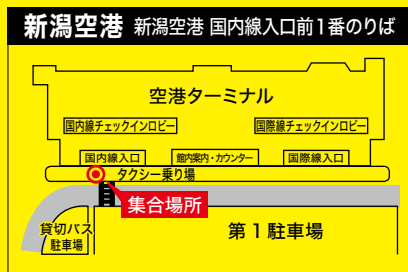 新潟空港 新潟空港 国内線入口前1番のりば
空港ターミナル
国内線チェックインロビー 国際線チェックインロビー
国内線入口 館内案内・カウンター 国際線入口
タクシー乗り場
集合場所
貸切バス
駐車場
第1駐車場